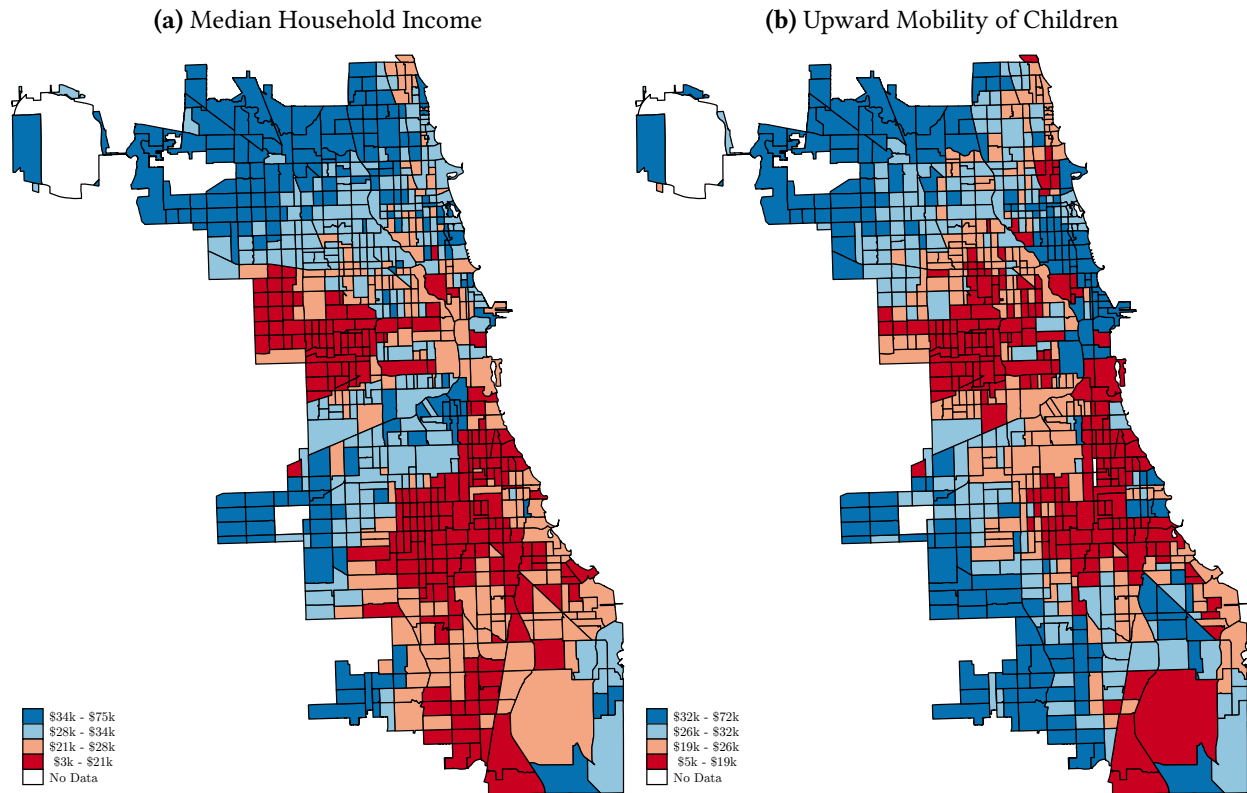 (a) Median Household Income
(b) Upward Mobility of Children
$34k - $75k
$28k - $34k
$21k - $28k
$3k - $21k
No Data
$32k - $72k
$26k - $32k
$19k - $26k
$5k - $19k
No Data